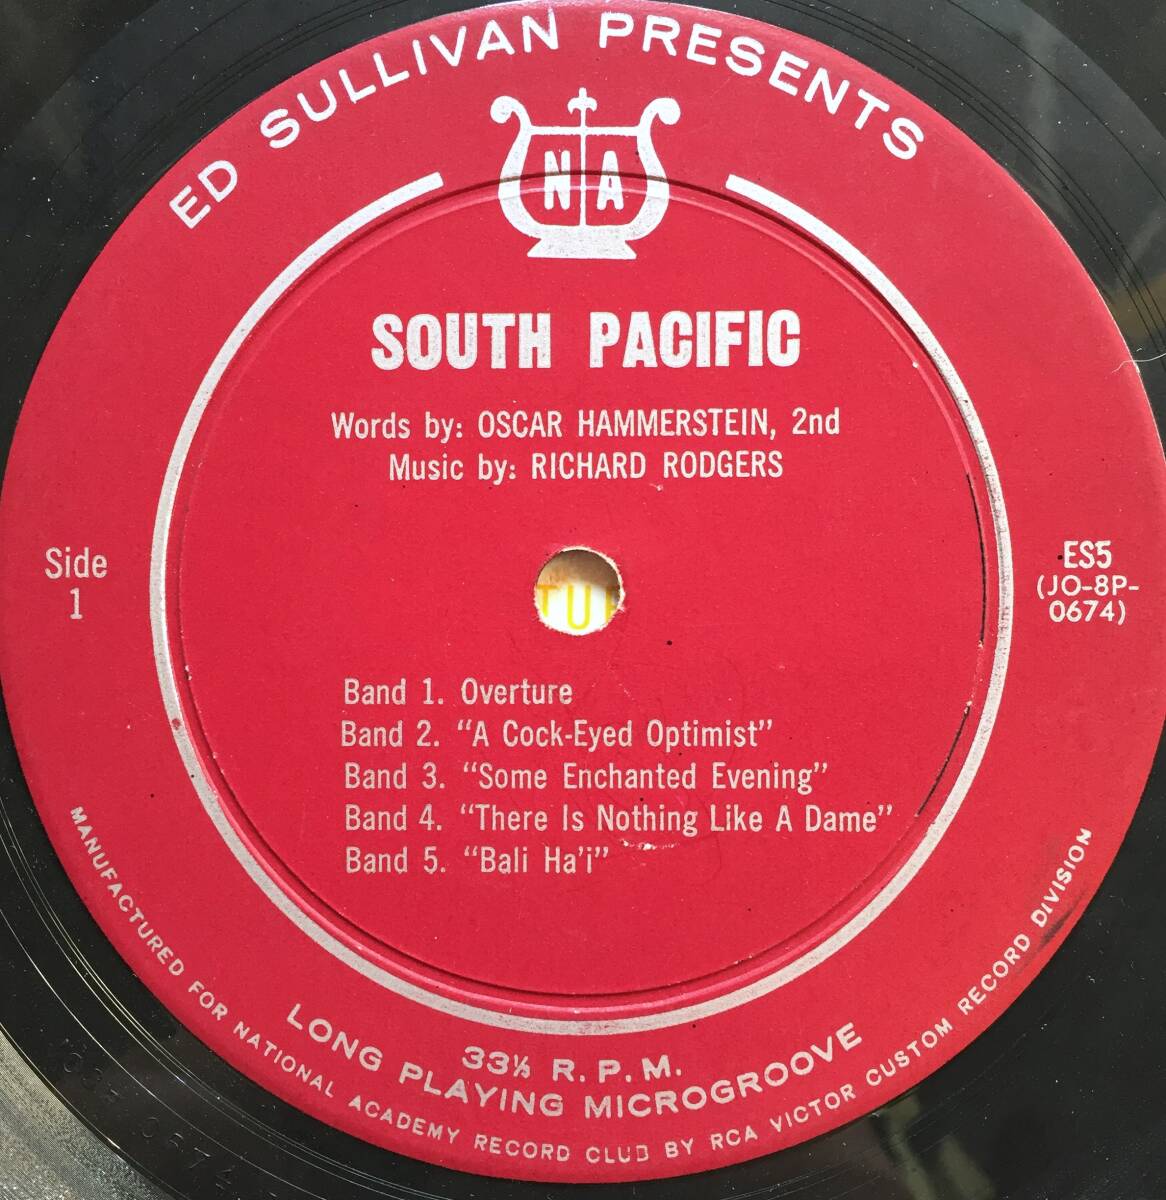 ED SULLIVAN PRESENTS
N A
SOUTH PACIFIC
Words by: OSCAR HAMMERSTEIN, 2nd
Music by: RICHARD RODGERS
Side
1
ES5
(JO-8P-
0674)
TU
Band 1. Overture
Band 2. “A Cock-Eyed Optimist”
Band 3. “Some Enchanted Evening”
Band 4. “There Is Nothing Like A Dame”
Band 5. “Bali Ha’i”
33⅓ R.P.M.
LONG PLAYING MICROGROOVE
MANUFACTURED FOR NATIONAL ACADEMY RECORD CLUB BY RCA VICTOR CUSTOM RECORD DIVISION